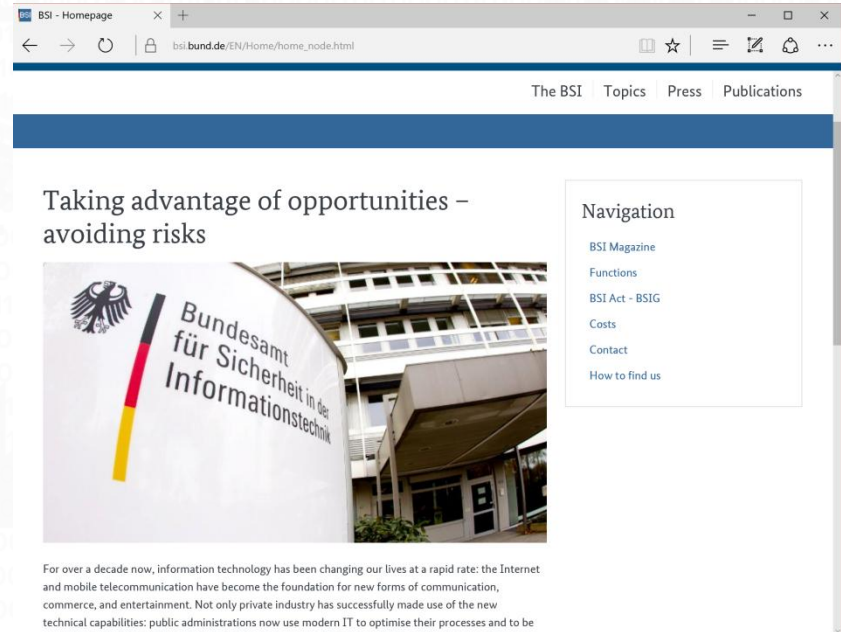 BSI - Homepage
bsi.bund.de/EN/Home/home_node.html
The BSI Topics Press Publications
Taking advantage of opportunities –
avoiding risks
Bundesamt
für Sicherheit in der
Informationstechnik
Navigation
BSI Magazine
Functions
BSI Act - BSIG
Costs
Contact
How to find us
For over a decade now, information technology has been changing our lives at a rapid rate: the Internet
and mobile telecommunication have become the foundation for new forms of communication,
commerce, and entertainment. Not only private industry has successfully made use of the new
technical capabilities: public administrations now use modern IT to optimise their processes and to be